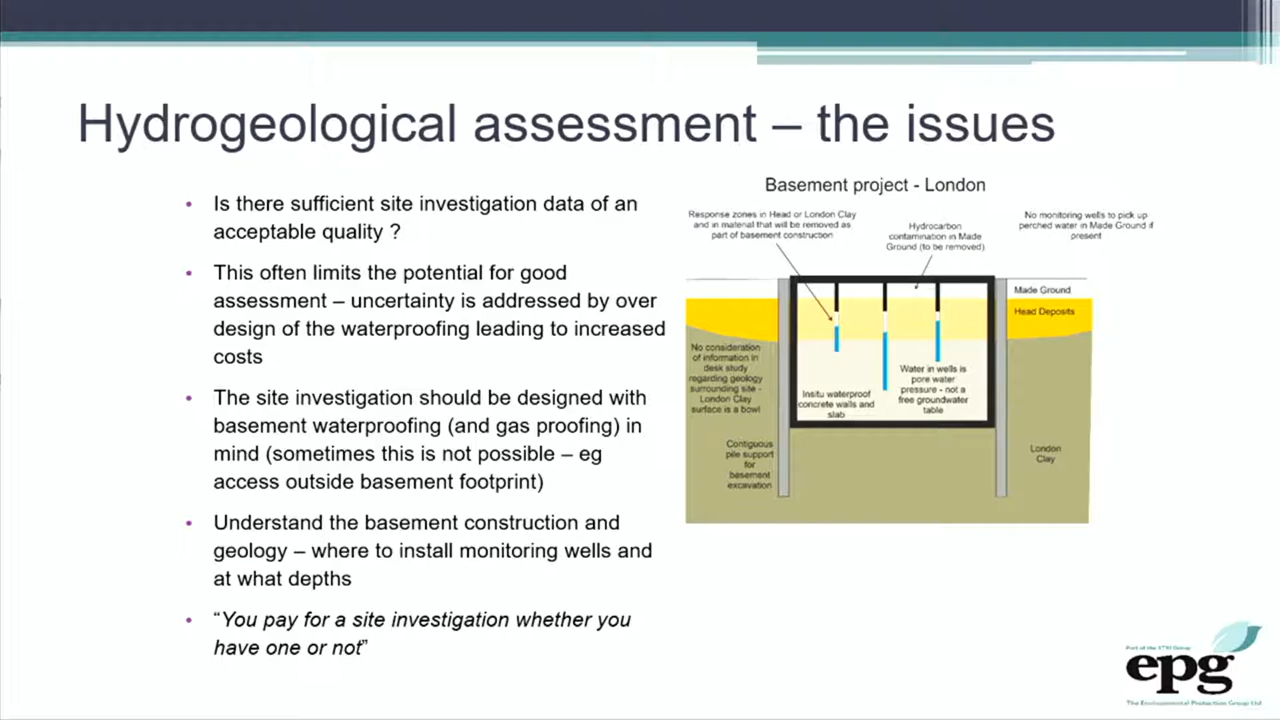 Hydrogeological assessment – the issues
• Is there sufficient site investigation data of an
acceptable quality ?
• This often limits the potential for good
assessment – uncertainty is addressed by over
design of the waterproofing leading to increased
costs
• The site investigation should be designed with
basement waterproofing (and gas proofing) in
mind (sometimes this is not possible – eg
access outside basement footprint)
• Understand the basement construction and
geology – where to install monitoring wells and
at what depths
• “You pay for a site investigation whether you
have one or not”
Basement project - London
Response zones in Head or London Clay
and in material that will be removed as
part of basement construction
Hydrocarbon
contamination in Made
Ground (to be removed)
No monitoring wells to pick up
perched water in Made Ground if
present
Made Ground
Head Deposits
No consideration
of information in
desk study
regarding geology
surrounding site -
London Clay
surface is a bowl
Insitu waterproof
concrete walls and
slab
Water in wells is
pore water
pressure - not a
free groundwater
table
Contiguous
pile support
for
basement
excavation
London
Clay
Part of the STRI Group
epg
The Environmental Protection Group Ltd